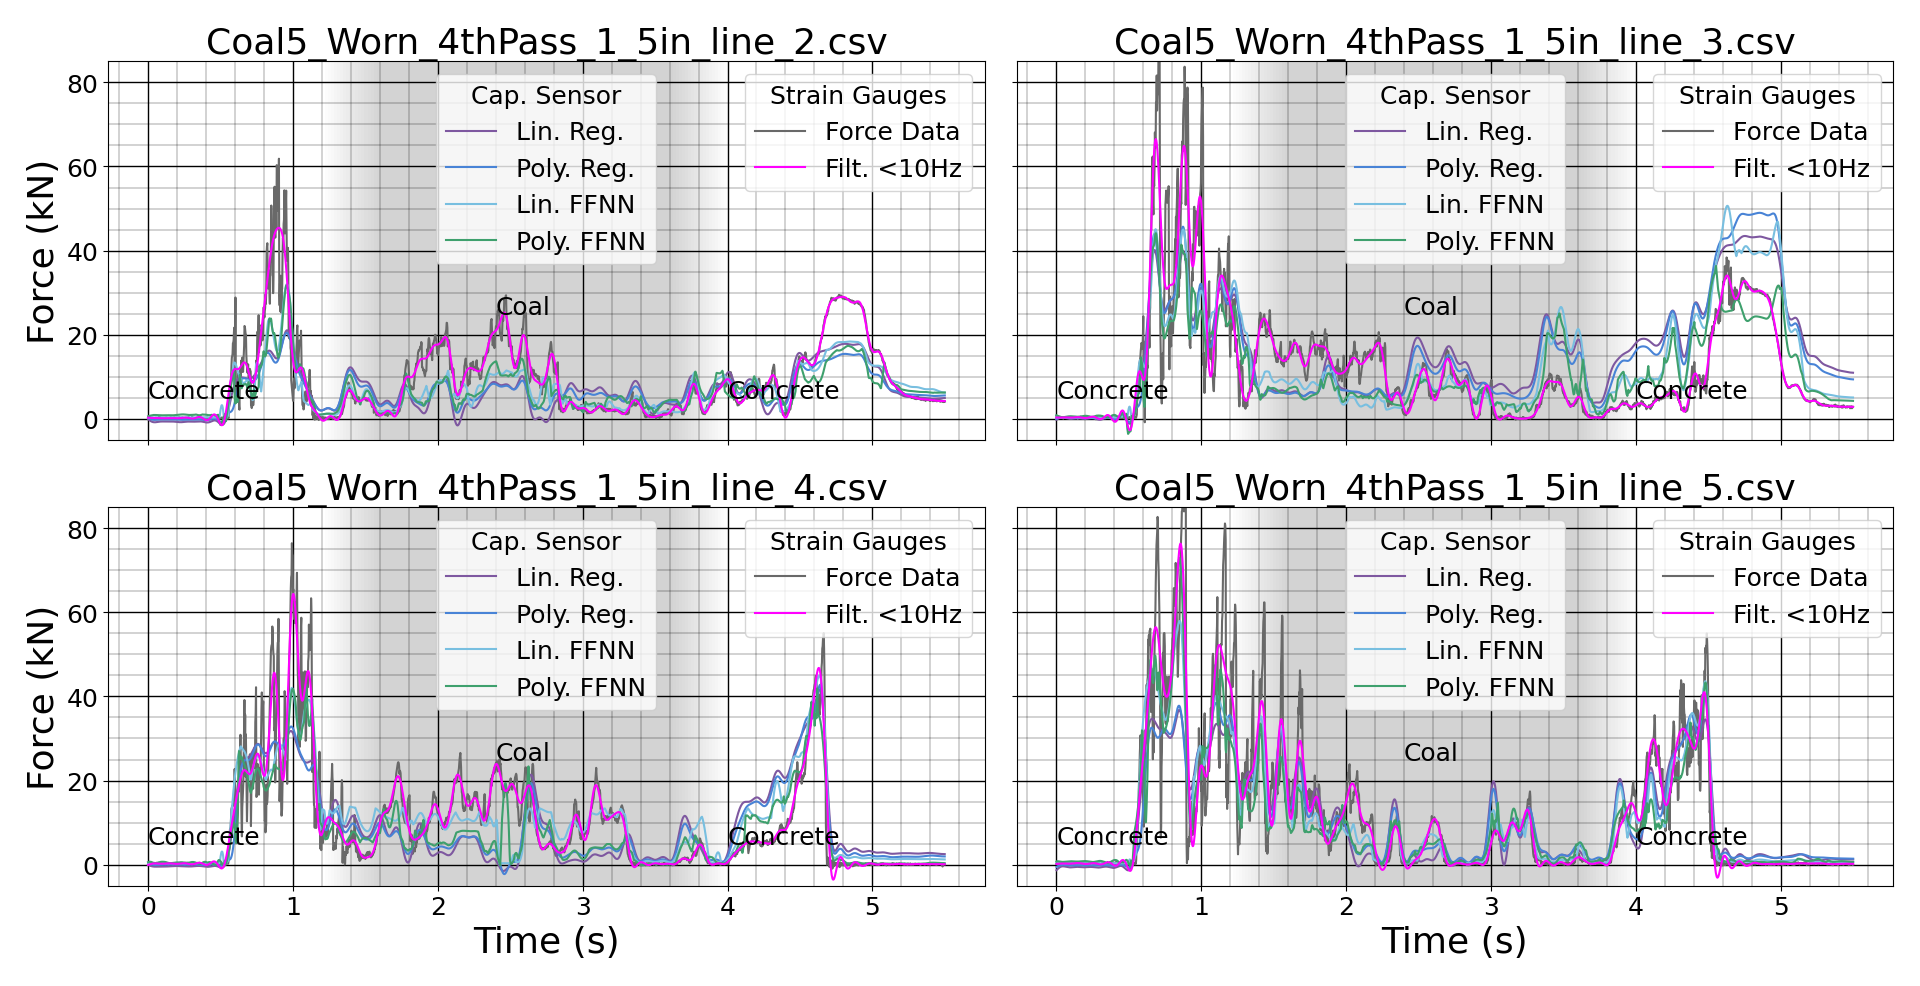 Coal5_Worn_4thPass_1_5in_line_2.csv
80
60
40
20
0
Force (kN)
Cap. Sensor
Lin. Reg.
Poly. Reg.
Lin. FFNN
Poly. FFNN
Strain Gauges
Force Data
Filt. <10Hz
Coal
Concrete
Concrete
Coal5_Worn_4thPass_1_5in_line_3.csv
Cap. Sensor
Lin. Reg.
Poly. Reg.
Lin. FFNN
Poly. FFNN
Strain Gauges
Force Data
Filt. <10Hz
Coal
Concrete
Concrete
Coal5_Worn_4thPass_1_5in_line_4.csv
80
60
40
20
0
Force (kN)
Cap. Sensor
Lin. Reg.
Poly. Reg.
Lin. FFNN
Poly. FFNN
Strain Gauges
Force Data
Filt. <10Hz
Coal
Concrete
Concrete
0 1 2 3 4 5
Time (s)
Coal5_Worn_4thPass_1_5in_line_5.csv
Cap. Sensor
Lin. Reg.
Poly. Reg.
Lin. FFNN
Poly. FFNN
Strain Gauges
Force Data
Filt. <10Hz
Coal
Concrete
Concrete
0 1 2 3 4 5
Time (s)